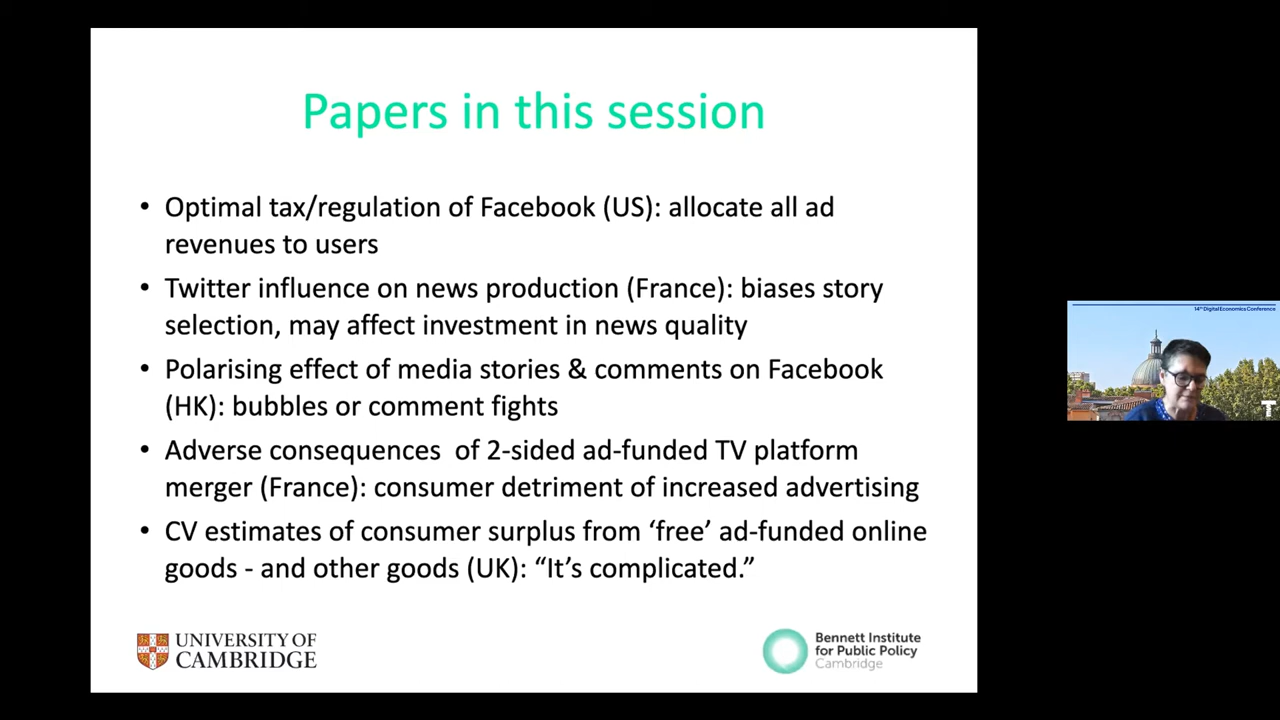 Papers in this session
• Optimal tax/regulation of Facebook (US): allocate all ad
revenues to users
• Twitter influence on news production (France): biases story
selection, may affect investment in news quality
• Polarising effect of media stories & comments on Facebook
(HK): bubbles or comment fights
• Adverse consequences  of 2-sided ad-funded TV platform
merger (France): consumer detriment of increased advertising
• CV estimates of consumer surplus from ‘free’ ad-funded online
goods - and other goods (UK): “It’s complicated.”
UNIVERSITY OF
CAMBRIDGE
Bennett Institute
for Public Policy
Cambridge
14th Digital Economics Conference
T